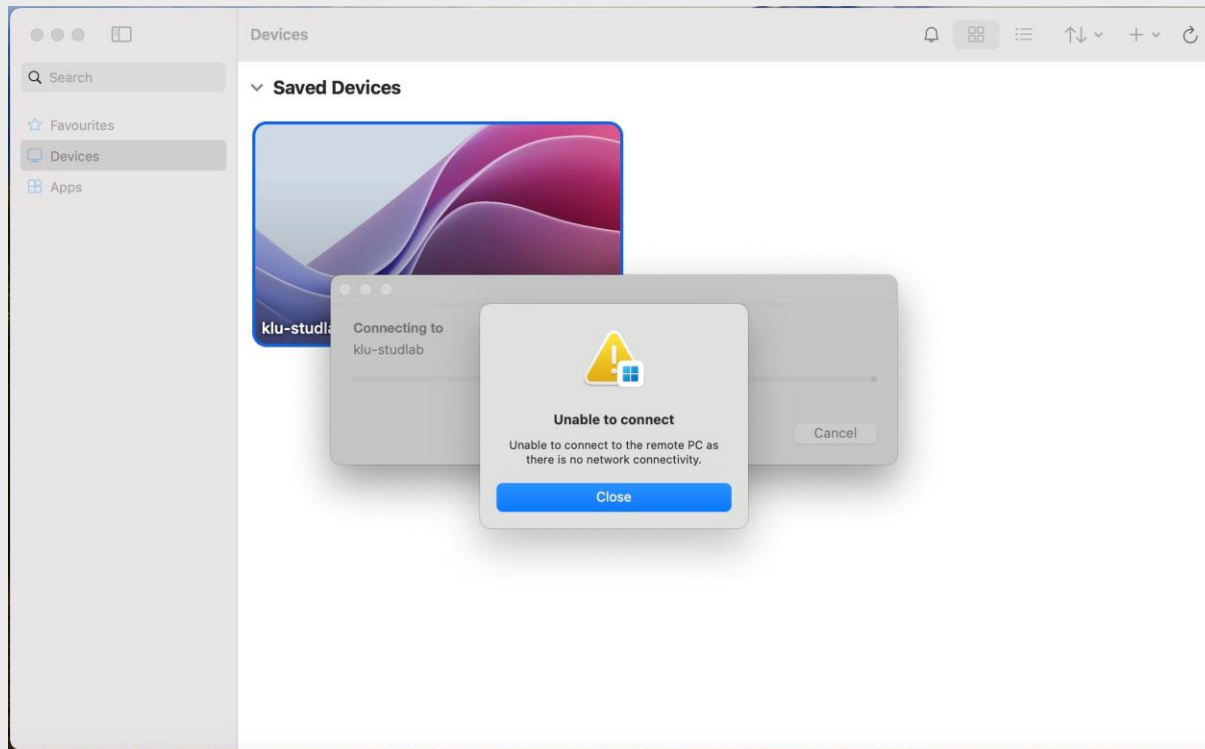 Devices
Search
Saved Devices
Favourites
Devices
Apps
klu-studla
Connecting to
klu-studlab
Cancel
Unable to connect
Unable to connect to the remote PC as
there is no network connectivity.
Close